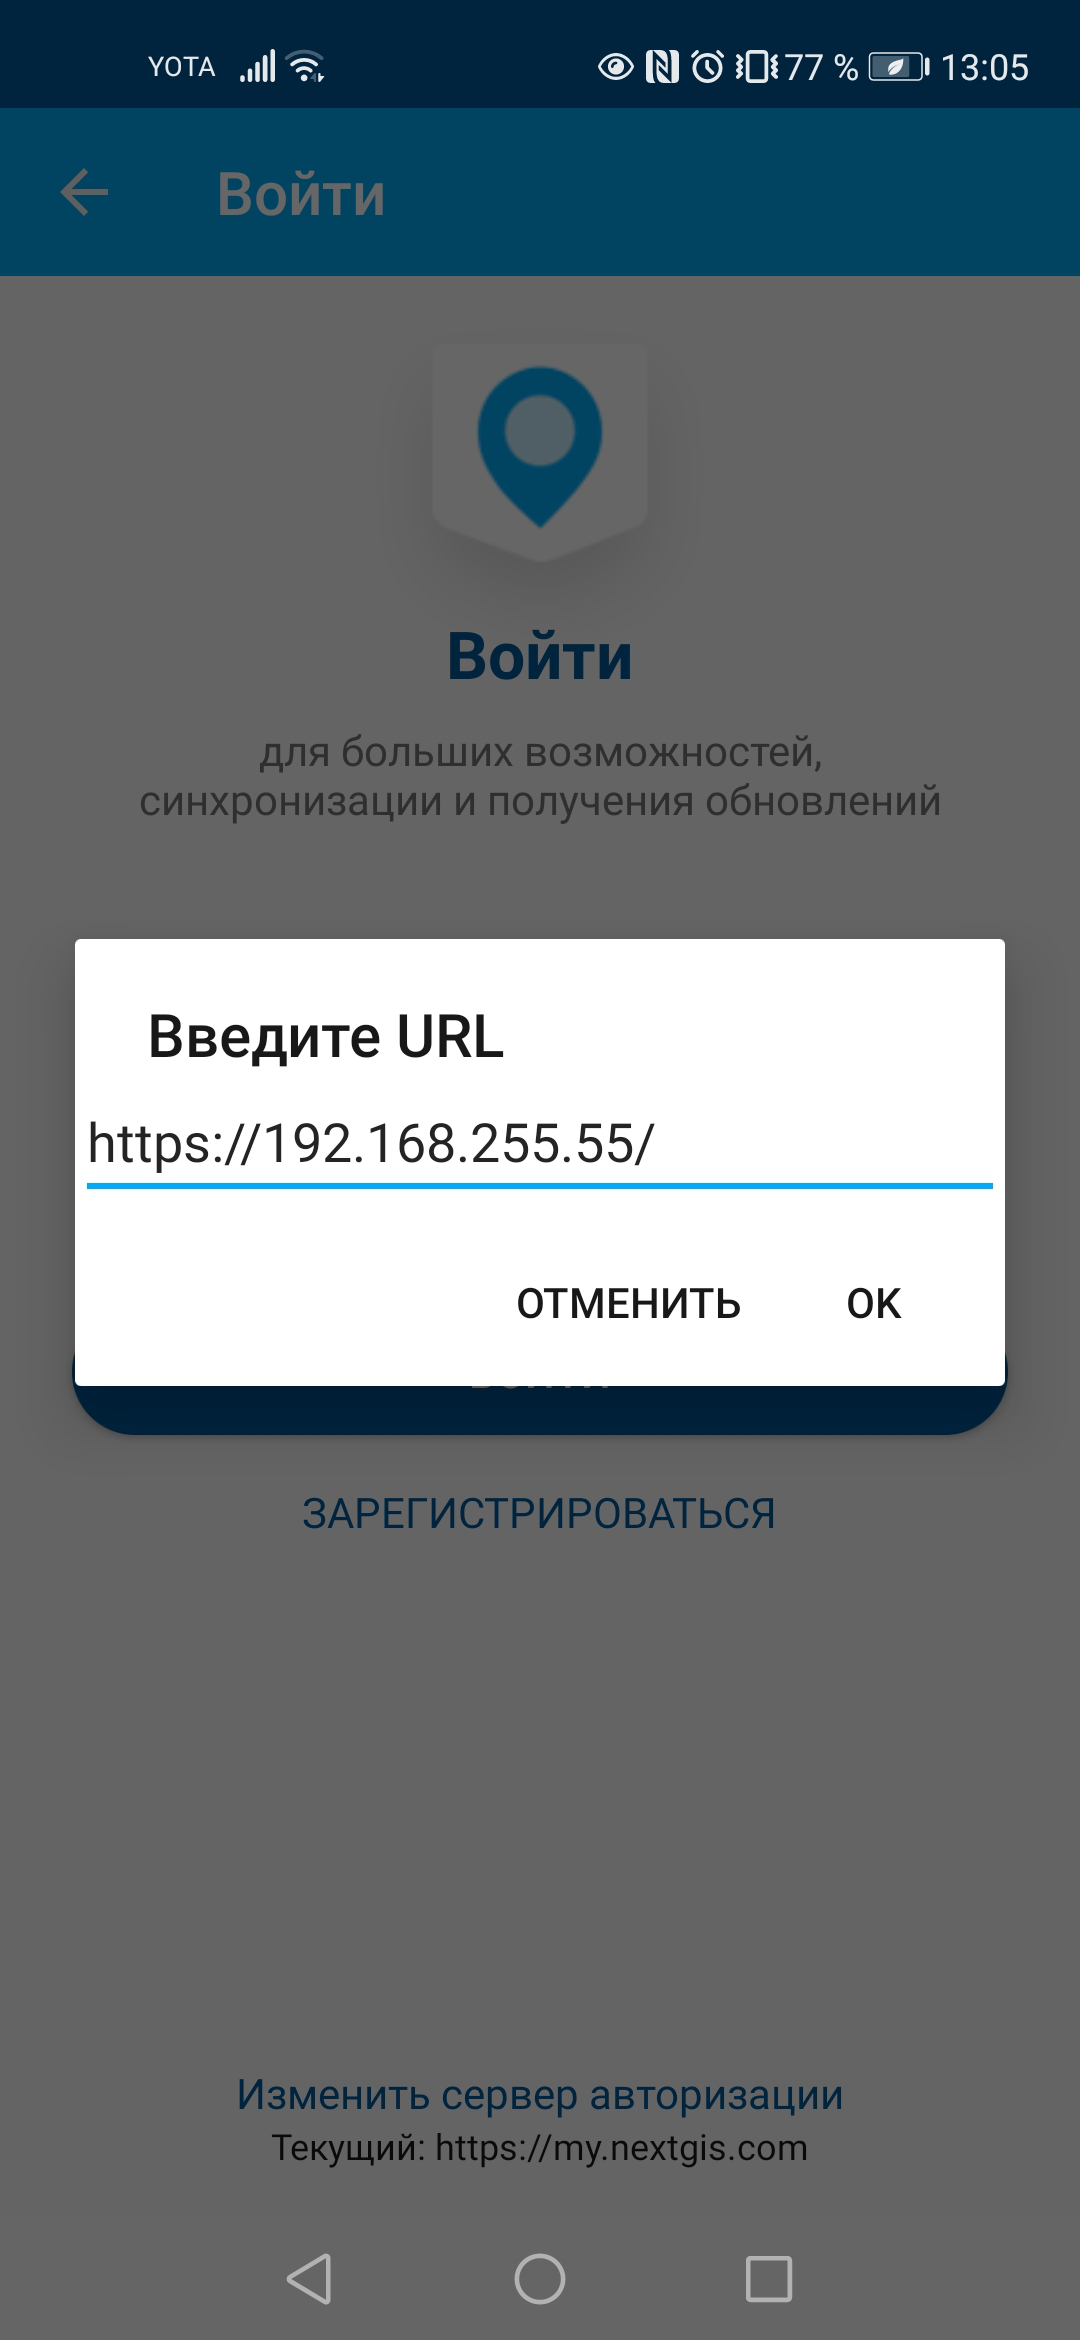 YOTA 77 % 13:05
Войти
Войти
для больших возможностей,
синхронизации и получения обновлений
Введите URL
https://192.168.255.55/
ОТМЕНИТЬ OK
ЗАРЕГИСТРИРОВАТЬСЯ
Изменить сервер авторизации
Текущий: https://my.nextgis.com